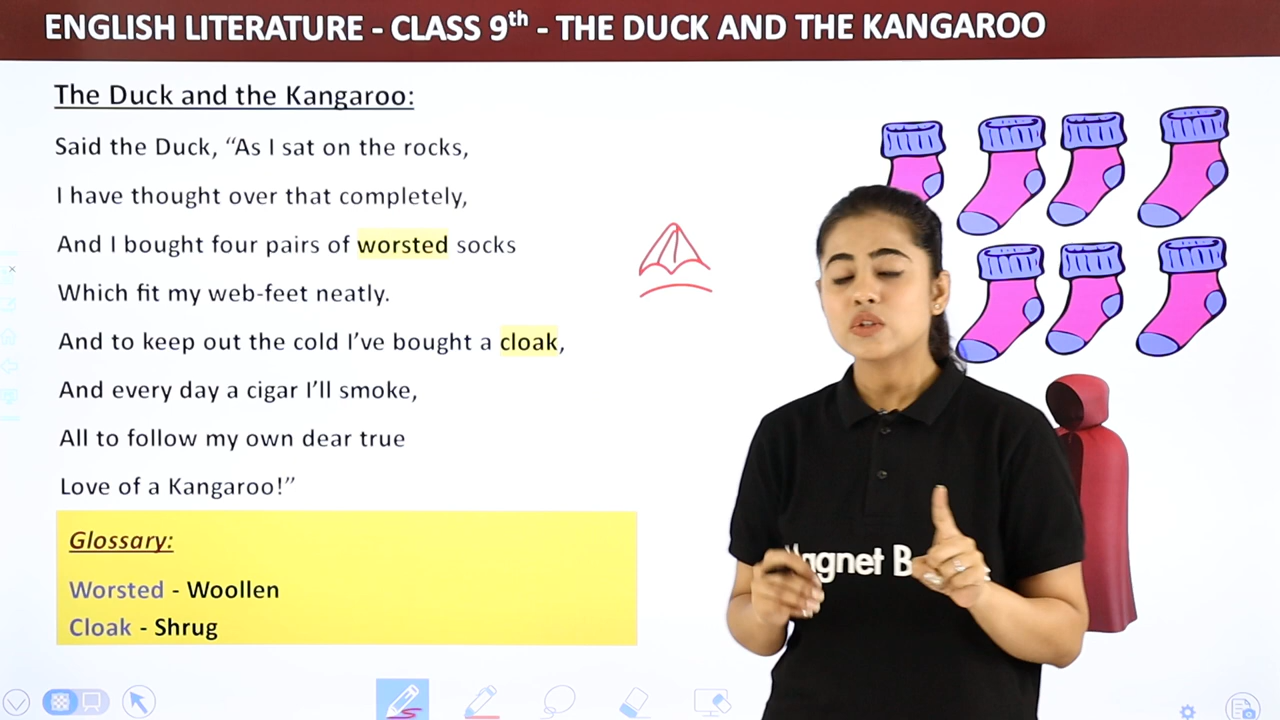 ENGLISH LITERATURE - CLASS 9th - THE DUCK AND THE KANGAROO
The Duck and the Kangaroo:
Said the Duck, “As I sat on the rocks,
I have thought over that completely,
And I bought four pairs of worsted socks
Which fit my web-feet neatly.
And to keep out the cold I’ve bought a cloak,
And every day a cigar I’ll smoke,
All to follow my own dear true
Love of a Kangaroo!”
Glossary:
Worsted - Woollen
Cloak - Shrug
Magnet B